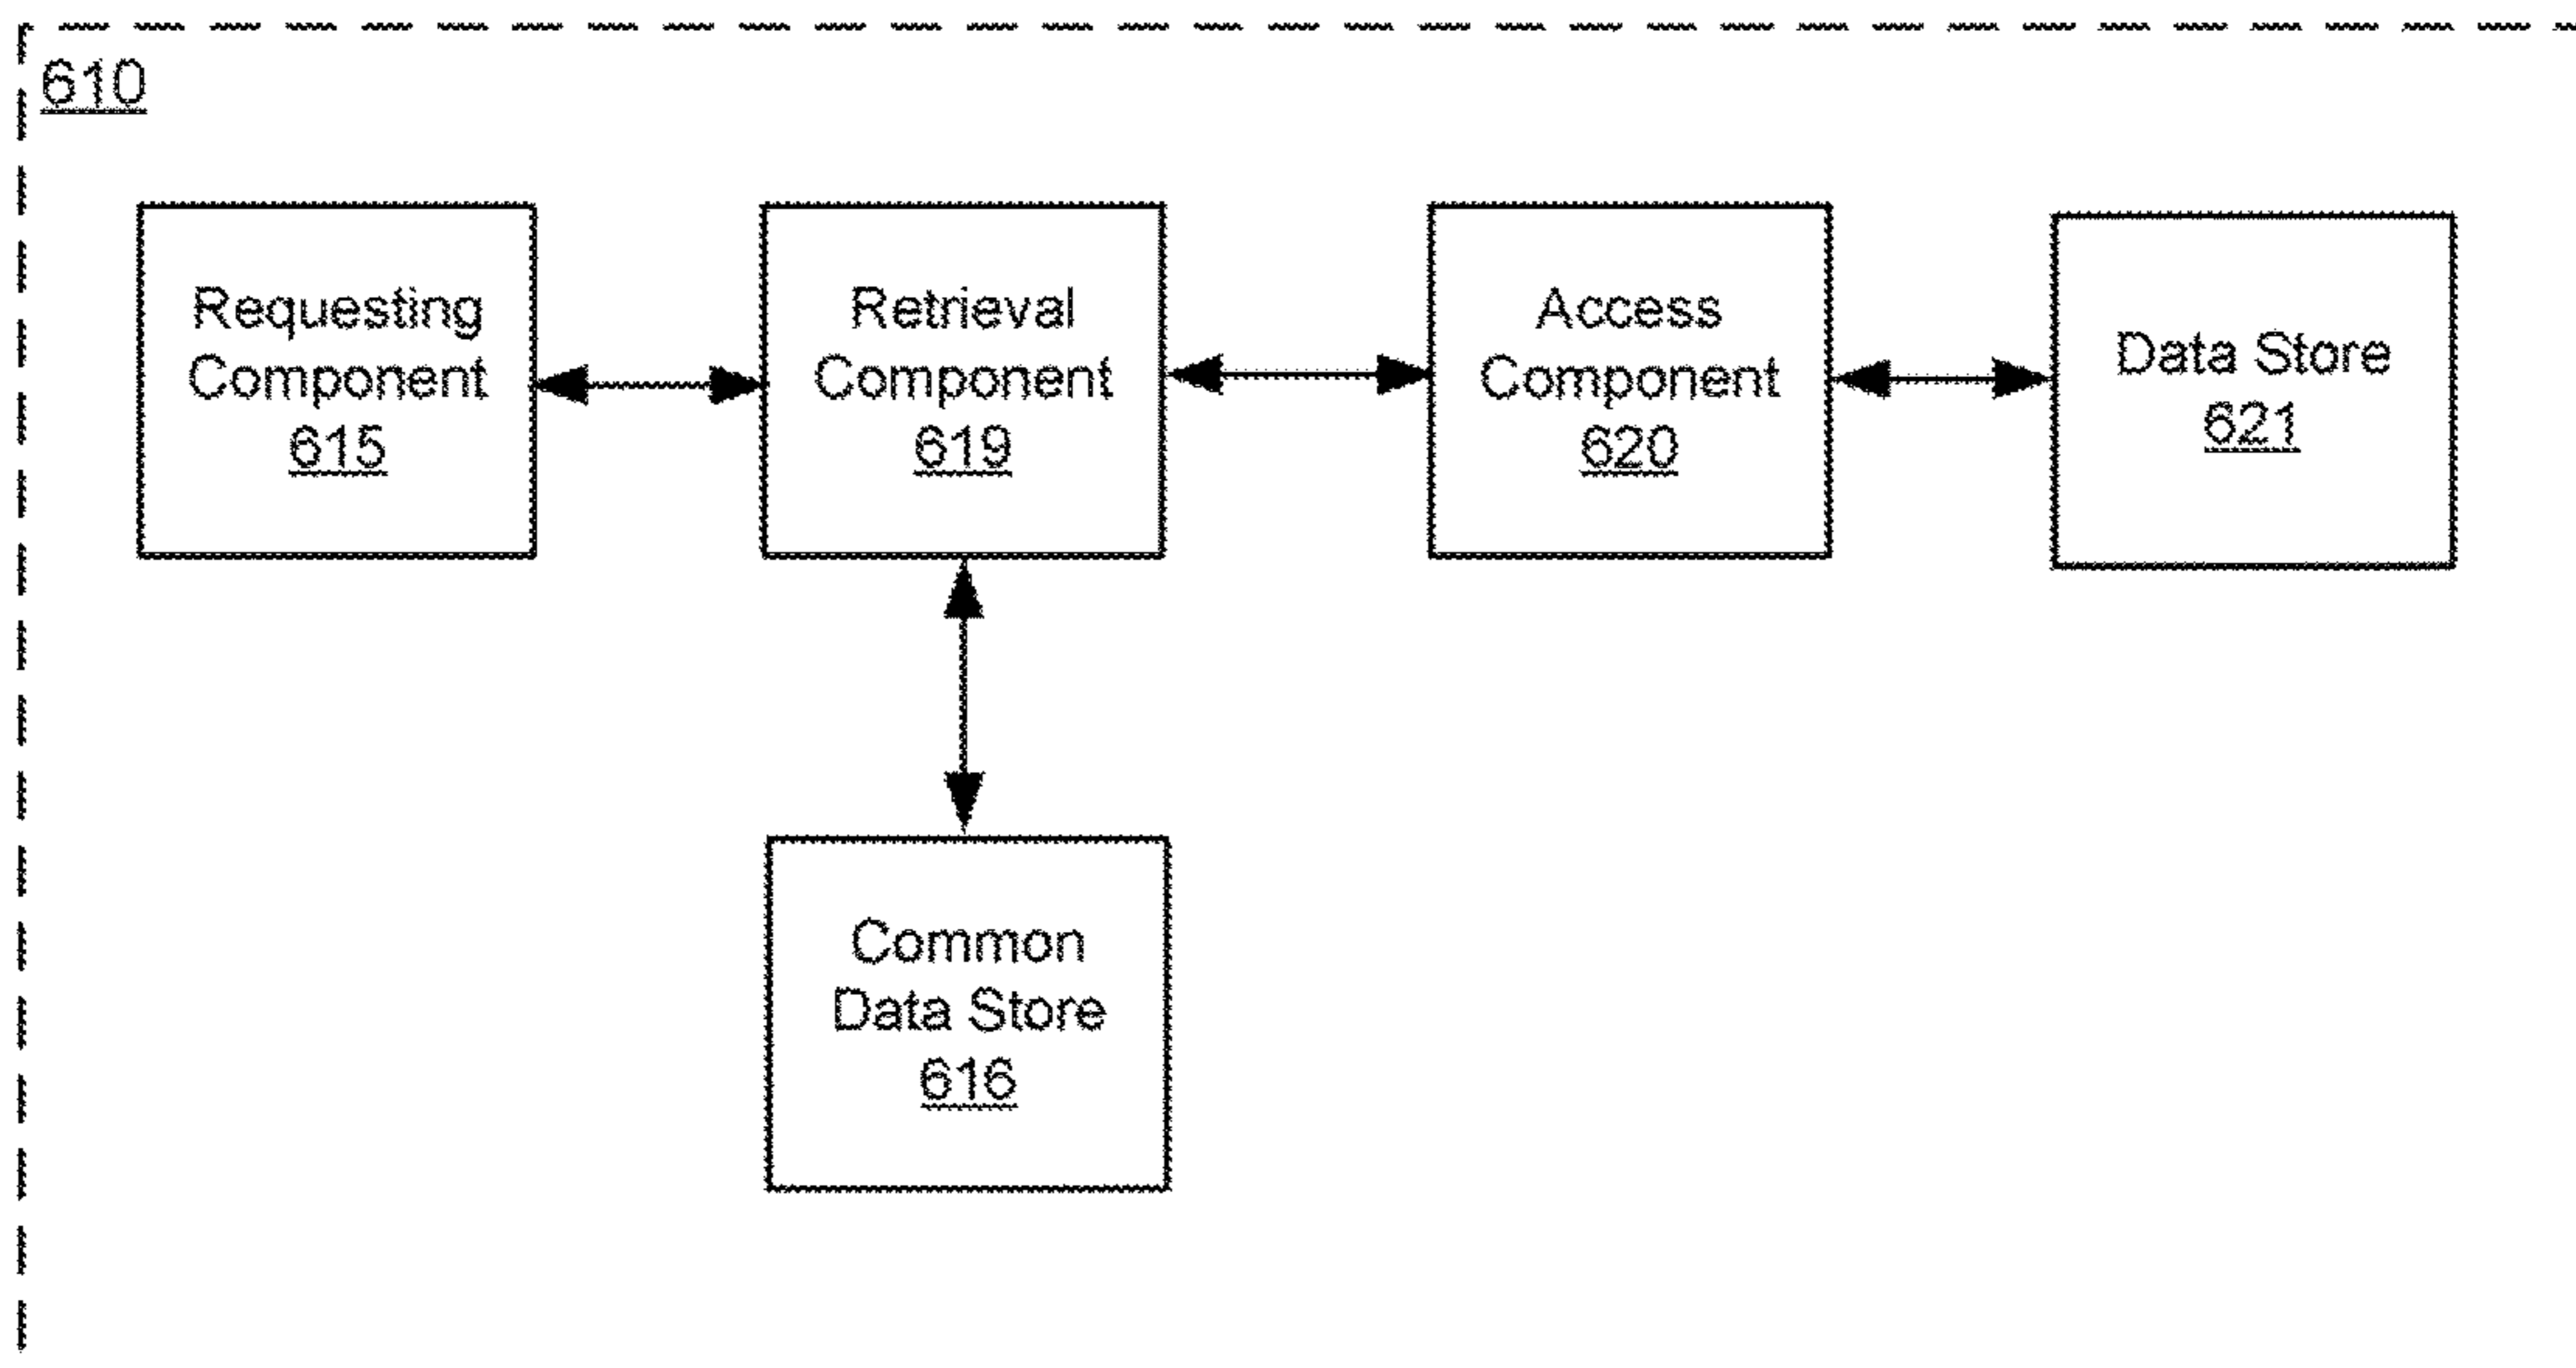 610
Requesting
Component
615
Retrieval
Component
619
Access
Component
620
Data Store
621
Common
Data Store
616